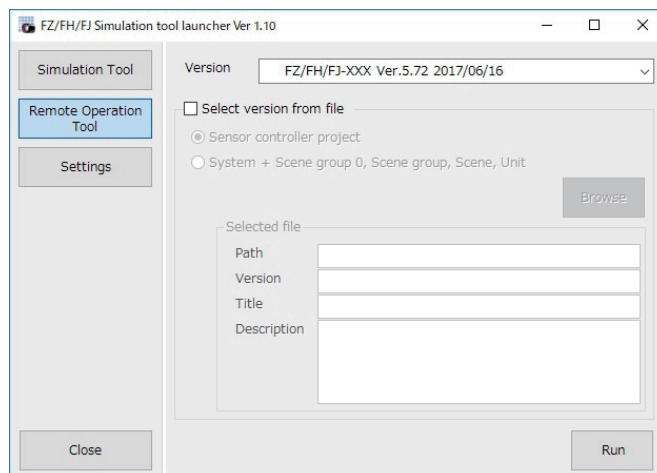 FZ/FH/FJ Simulation tool launcher Ver 1.10
Simulation Tool
Remote Operation
Tool
Settings
Close
Version
FZ/FH/FJ-XXX Ver.5.72 2017/06/16
Select version from file
Sensor controller project
System + Scene group 0, Scene group, Scene, Unit
Browse
Selected file
Path
Version
Title
Description
Run